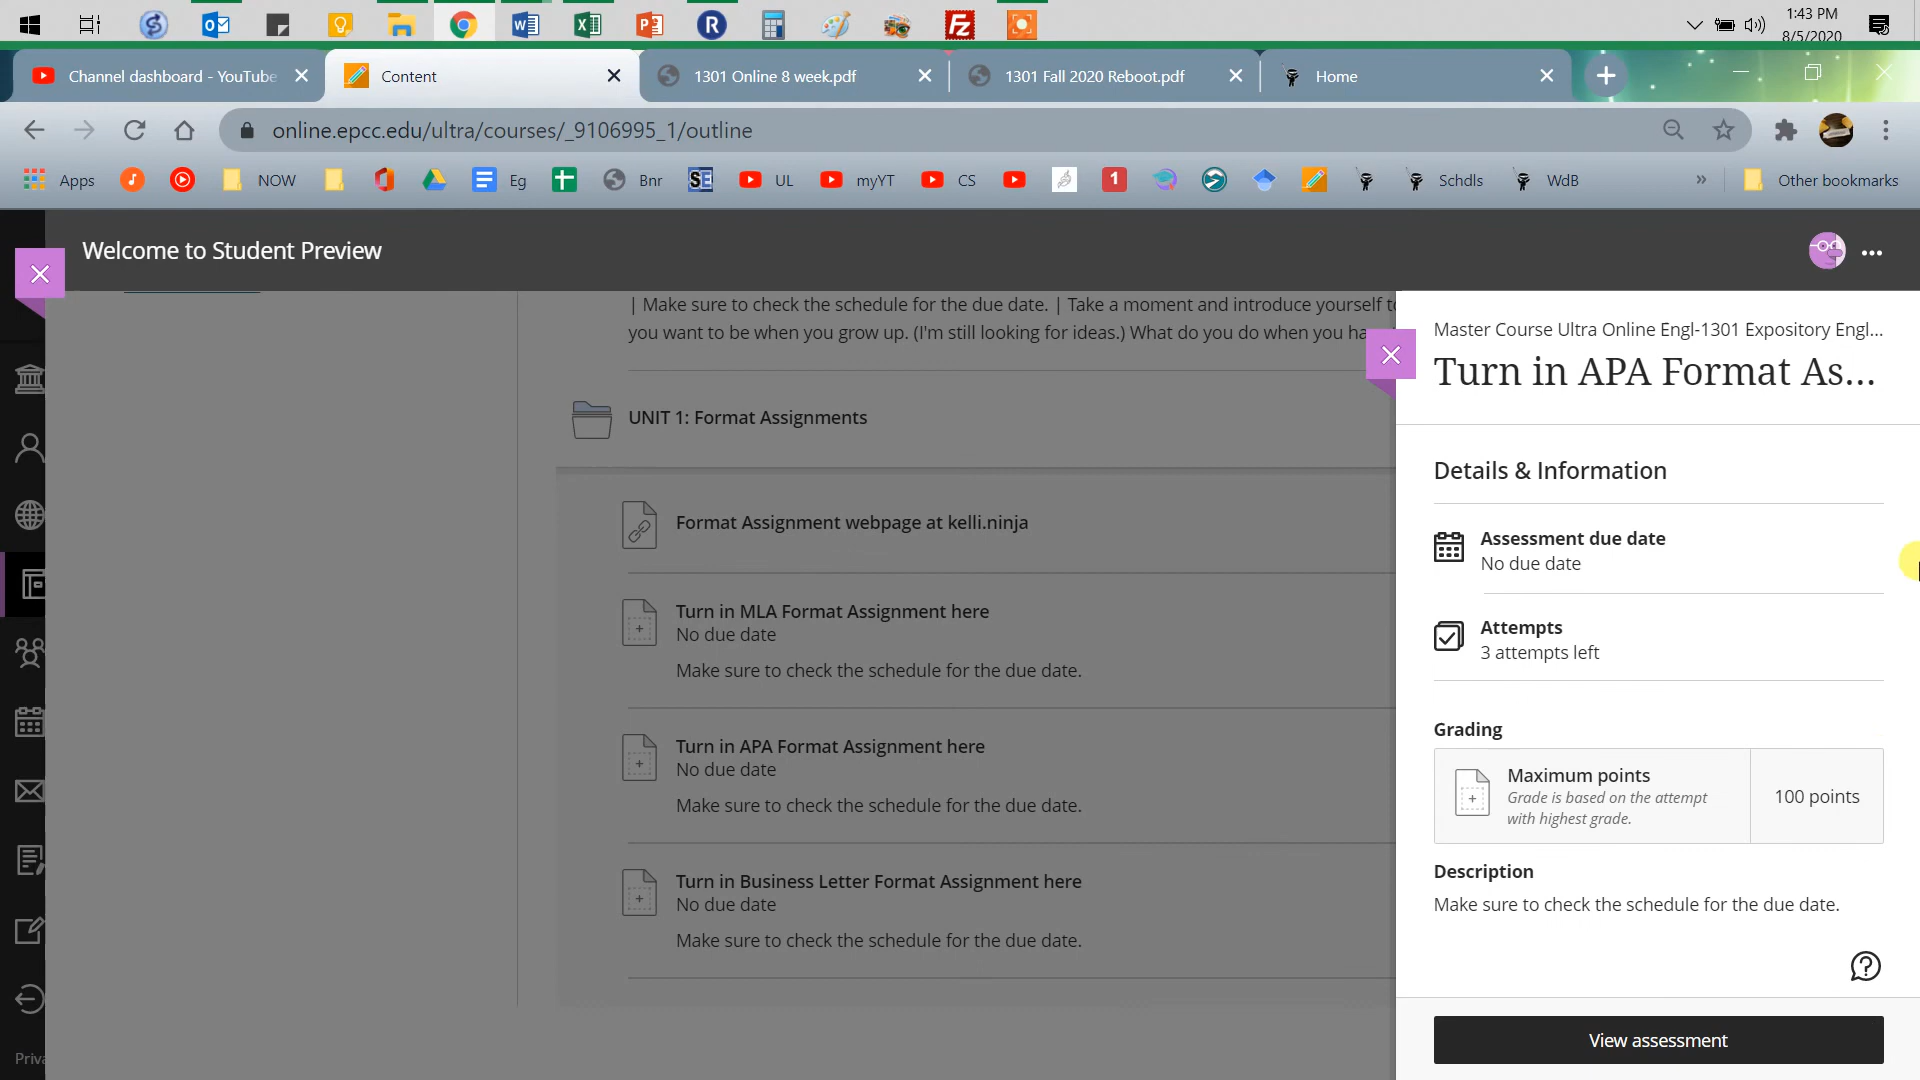 1:43 PM
8/5/2020
Channel dashboard - YouTube
Content
1301 Online 8 week.pdf
1301 Fall 2020 Reboot.pdf
Home
online.epcc.edu/ultra/courses/_9106995_1/outline
Apps
NOW
Eg
Bnr
SE
UL
myYT
CS
1
Schdls
WdB
»
Other bookmarks
Welcome to Student Preview
| Make sure to check the schedule for the due date. | Take a moment and introduce yourself to
you want to be when you grow up. (I'm still looking for ideas.) What do you do when you ha
UNIT 1: Format Assignments
Format Assignment webpage at kelli.ninja
Turn in MLA Format Assignment here
No due date
Make sure to check the schedule for the due date.
Turn in APA Format Assignment here
No due date
Make sure to check the schedule for the due date.
Turn in Business Letter Format Assignment here
No due date
Make sure to check the schedule for the due date.
Priva
Master Course Ultra Online Engl-1301 Expository Engl...
Turn in APA Format As...
Details & Information
Assessment due date
No due date
Attempts
3 attempts left
Grading
Maximum points
Grade is based on the attempt
with highest grade.
100 points
Description
Make sure to check the schedule for the due date.
View assessment